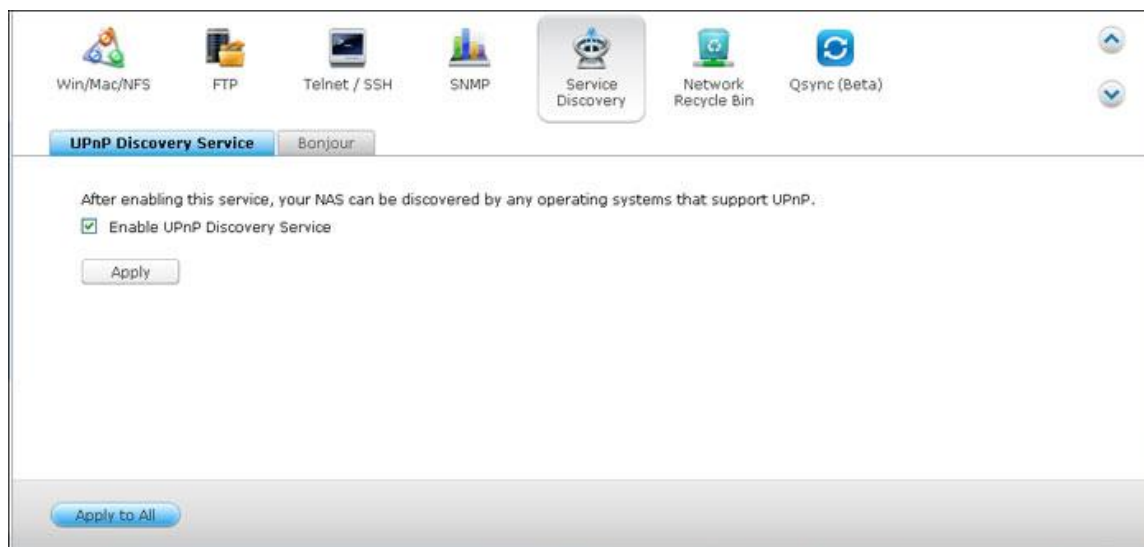 Win/Mac/NFS
FTP
Telnet / SSH
SNMP
Service
Discovery
Network
Recycle Bin
Qsync (Beta)
UPnP Discovery Service
Bonjour
After enabling this service, your NAS can be discovered by any operating systems that support UPnP.
Enable UPnP Discovery Service
Apply
Apply to All